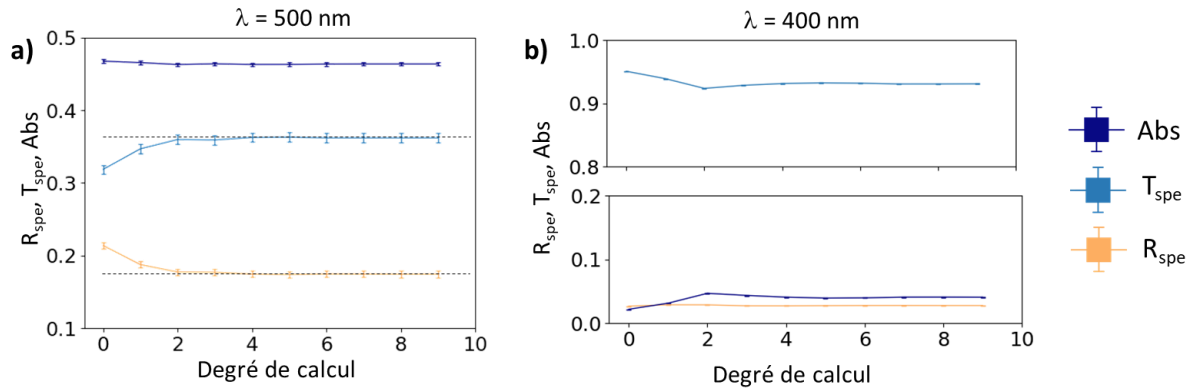 λ = 500 nm
a)
0.5
0.4
0.3
0.2
0.1
R_spe, T_spe, Abs
0 2 4 6 8 10
Degré de calcul
λ = 400 nm
b)
1.0
0.9
0.8
0.2
0.1
0.0
R_spe, T_spe, Abs
0 2 4 6 8 10
Degré de calcul
Abs
T_spe
R_spe